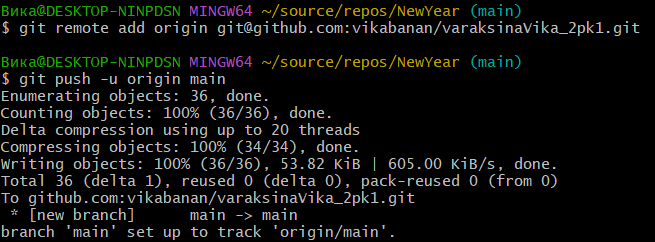 Вика@DESKTOP-NINPDSN MINGW64 ~/source/repos/NewYear (main)
$ git remote add origin git@github.com:vikabanan/varaksinaVika_2pk1.git
Вика@DESKTOP-NINPDSN MINGW64 ~/source/repos/NewYear (main)
$ git push -u origin main
Enumerating objects: 36, done.
Counting objects: 100% (36/36), done.
Delta compression using up to 20 threads
Compressing objects: 100% (34/34), done.
Writing objects: 100% (36/36), 53.82 KiB | 605.00 KiB/s, done.
Total 36 (delta 1), reused 0 (delta 0), pack-reused 0 (from 0)
To github.com:vikabanan/varaksinaVika_2pk1.git
 * [new branch]      main -> main
branch 'main' set up to track 'origin/main'.